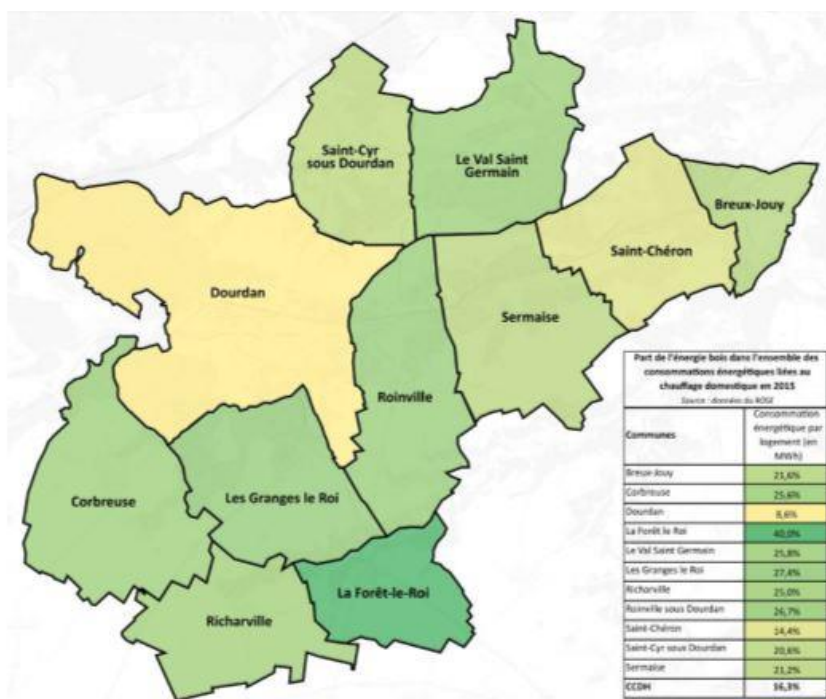 Saint-Cyr
sous Dourdan
Le Val Saint
Germain
Breux-Jouy
Saint-Chéron
Dourdan
Sermaise
Roinville
Corbreuse
Les Granges le Roi
La Forêt-le-Roi
Richarville
Part de l'énergie bois dans l'ensemble des
consommations énergétiques liées au
chauffage domestique en 2015
Source : données du ROSE
Communes
Consommation
énergétique par
logement (en
MWh)
Breux-Jouy 21,6%
Corbreuse 25,6%
Dourdan 8,6%
La Forêt le Roi 40,0%
Le Val Saint Germain 25,8%
Les Granges le Roi 27,4%
Richarville 25,0%
Roinville sous Dourdan 26,7%
Saint-Chéron 14,4%
Saint-Cyr sous Dourdan 20,6%
Sermaise 21,2%
CCDH 16,3%